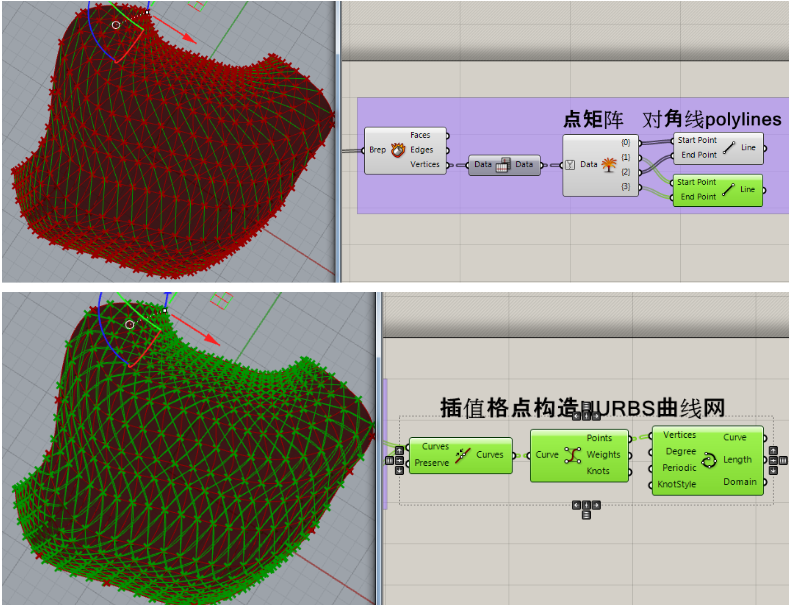 点矩阵 对角线polylines
Brep
Faces
Edges
Vertices
Data Data
Data
{0}
{1}
{2}
{3}
Start Point
End Point
Line
Start Point
End Point
Line
插值格点构造 URBS曲线网
Curves
Preserve
Curves
Curve
Points
Weights
Knots
Vertices
Degree
Periodic
KnotStyle
Curve
Length
Domain